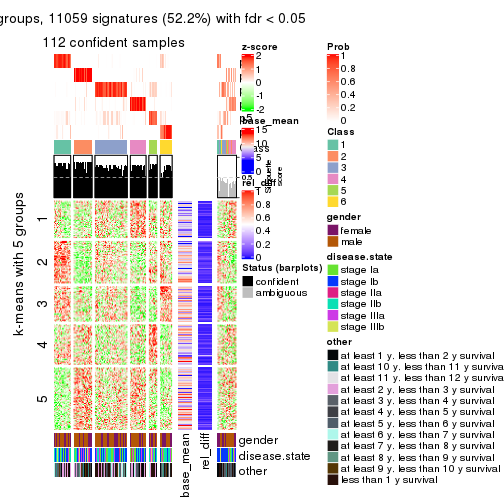 groups, 11059 signatures (52.2%) with fdr < 0.05
112 confident samples
k-means with 5 groups
1
2
3
4
5
p5
0.5
Silhouette
score
z-score
2
1
0
-1
-2
base_mean
15
10
5
0
rel_diff
1
0.8
0.6
0.4
0.2
0
Status (barplots)
confident
ambiguous
gender
disease.state
other
base_mean
rel_diff
Prob
1
0.8
0.6
0.4
0.2
0
Class
1
2
3
4
5
6
gender
female
male
disease.state
stage Ia
stage Ib
stage IIa
stage IIb
stage IIIa
stage IIIb
other
at least 1 y. less than 2 y survival
at least 10 y. less than 11 y surviva
at least 11 y. less than 12 y surviva
at least 2 y. less than 3 y survival
at least 3 y. less than 4 y survival
at least 4 y. less than 5 y survival
at least 5 y. less than 6 y survival
at least 6 y. less than 7 y survival
at least 7 y. less than 8 y survival
at least 8 y. less than 9 y survival
at least 9 y. less than 10 y survival
less than 1 y survival